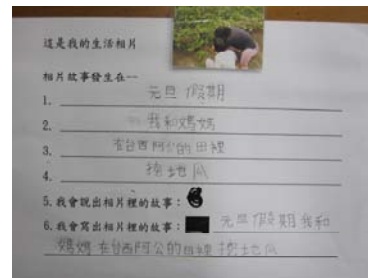 這是我的生活相片
相片故事發生在--
1. 元旦假期
2. 我和媽媽
3. 在台西阿公的田裡
4. 挖地瓜
5. 我會說出相片裡的故事：
6. 我會寫出相片裡的故事： 元旦假期我和
媽媽在台西阿公的田裡挖地瓜